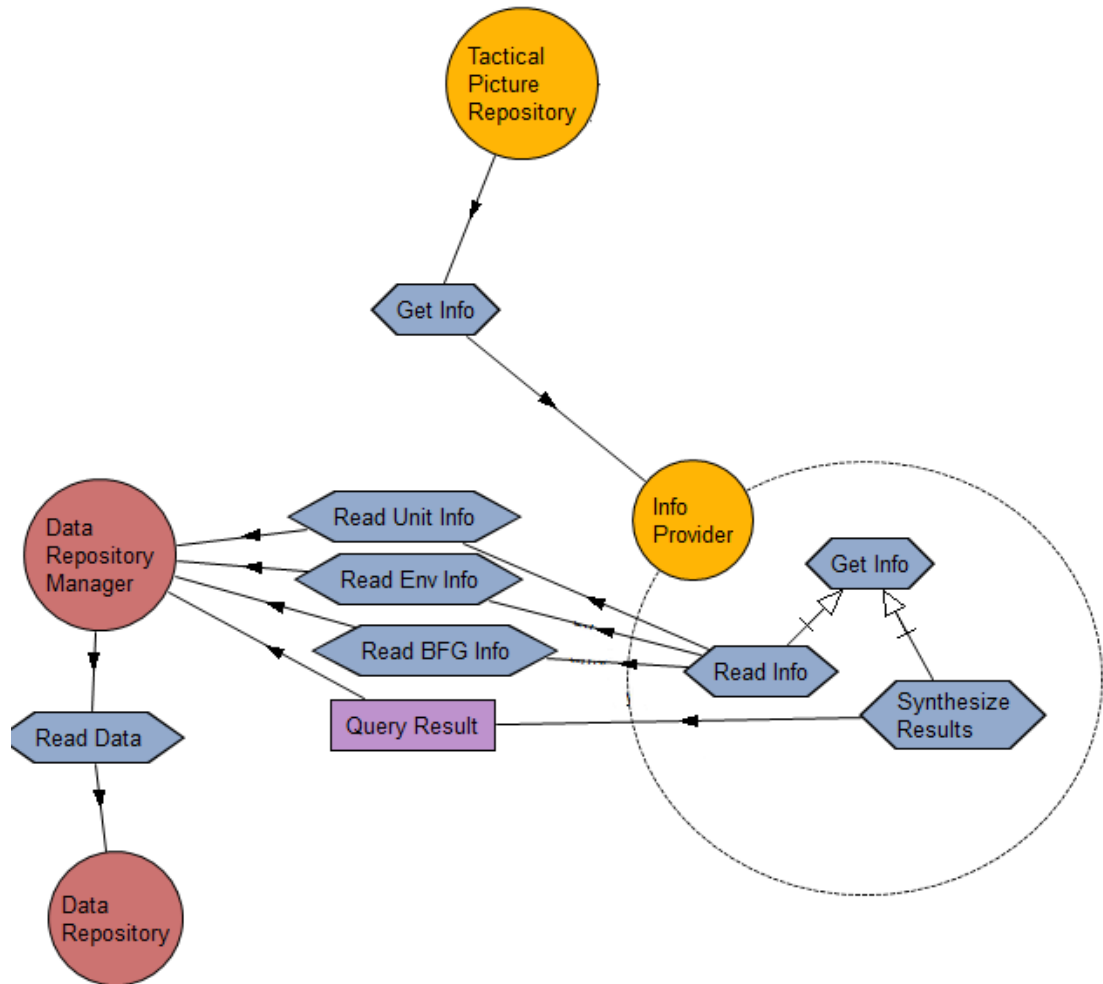 Tactical
Picture
Repository
Get Info
Info
Provider
Data
Repository
Manager
Read Unit Info
Read Env Info
Read BFG Info
Query Result
Get Info
Read Info
Synthesize
Results
Read Data
Data
Repository